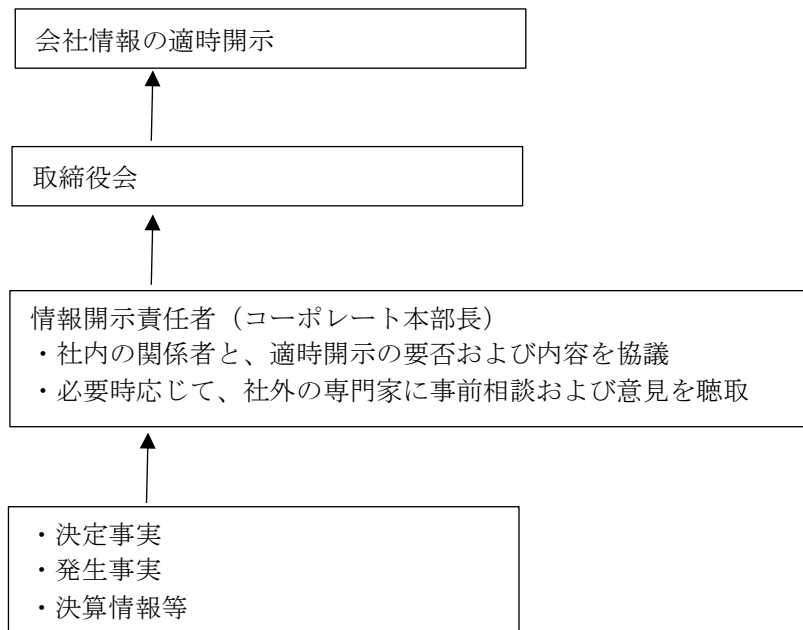 会社情報の適時開示
取締役会
情報開示責任者（コーポレート本部長）
・社内の関係者と、適時開示の要否および内容を協議
・必要時応じて、社外の専門家に事前相談および意見を聴取
・決定事実
・発生事実
・決算情報等